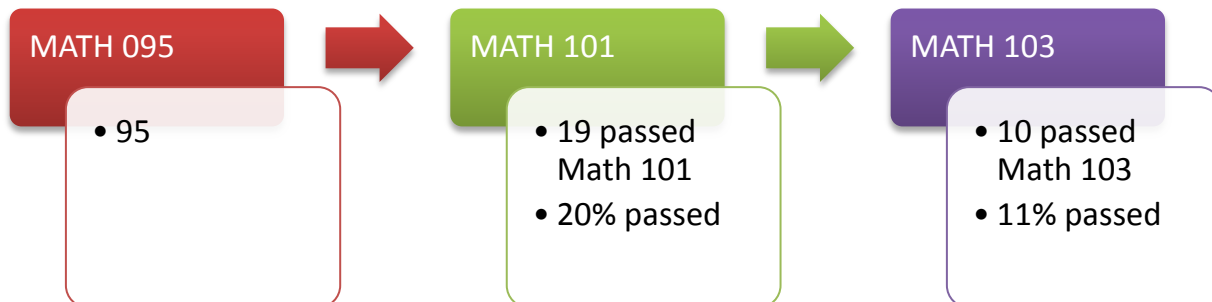 MATH 095
• 95
MATH 101
• 19 passed
Math 101
• 20% passed
MATH 103
• 10 passed
Math 103
• 11% passed